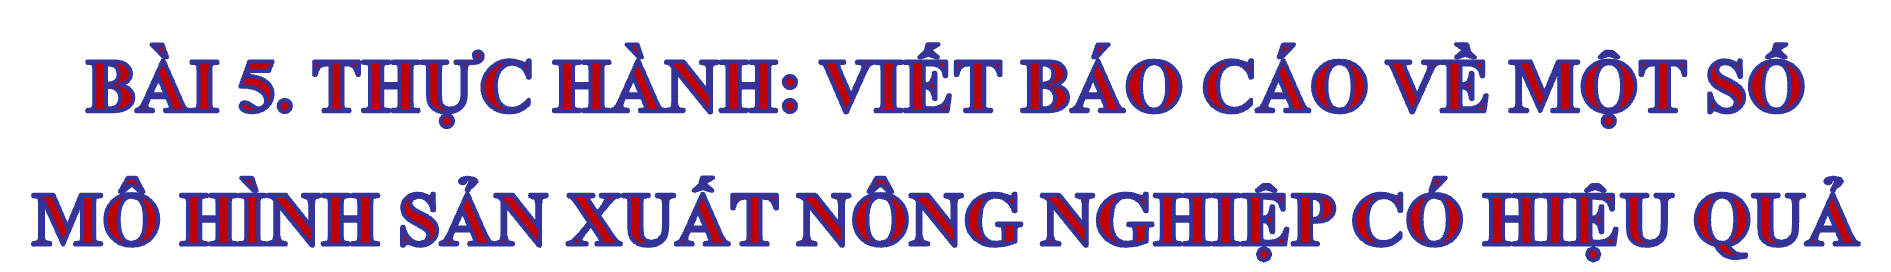 BÀI 5. THỰC HÀNH: VIẾT BÁO CÁO VỀ MỘT SỐ
MÔ HÌNH SẢN XUẤT NÔNG NGHIỆP CÓ HIỆU QUẢ